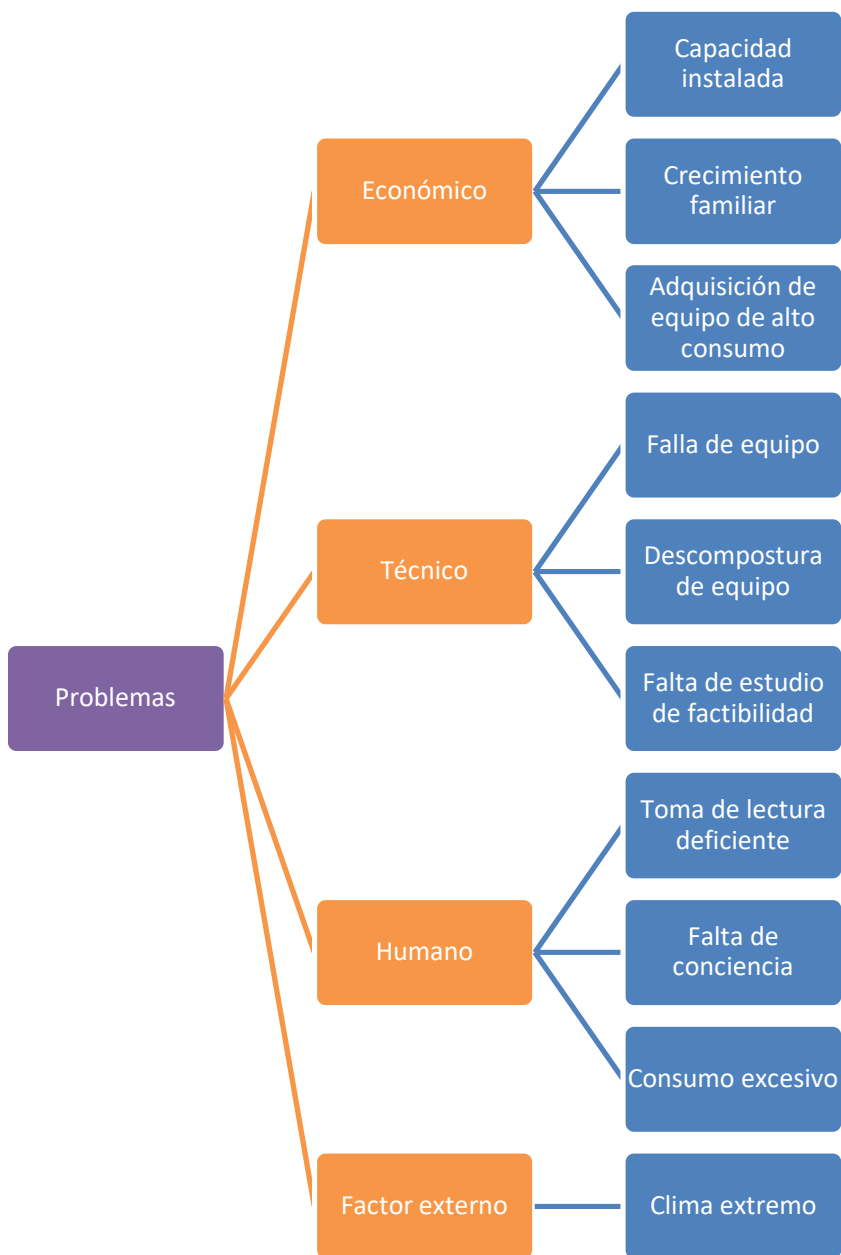 Problemas
Económico
Capacidad
instalada
Crecimiento
familiar
Adquisición de
equipo de alto
consumo
Técnico
Falla de equipo
Descompostura
de equipo
Falta de estudio
de factibilidad
Humano
Toma de lectura
deficiente
Falta de
conciencia
Consumo excesivo
Factor externo
Clima extremo